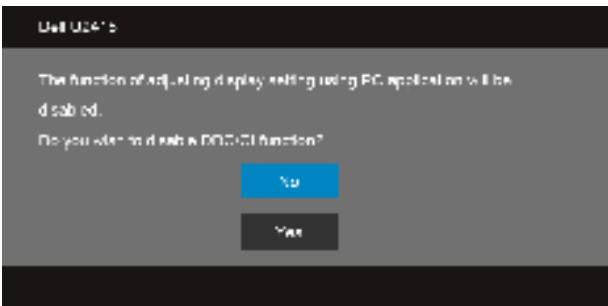 Dell U2415
The function of adjusting display setting using PC application will be
disabled.
Do you wish to disable DDC/CI function?
No
Yes